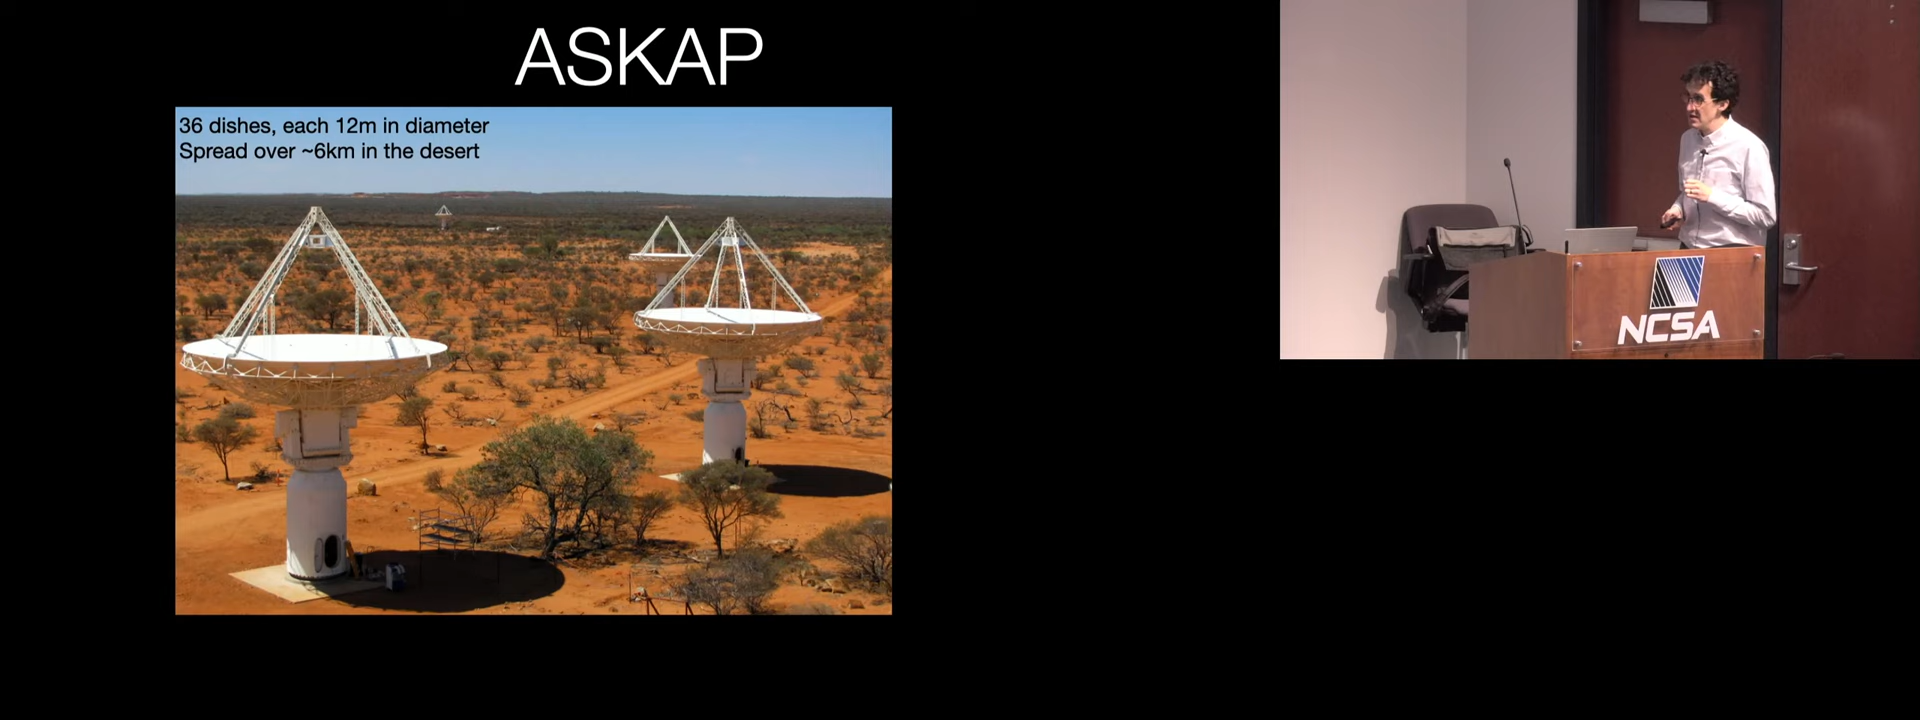 ASKAP
36 dishes, each 12m in diameter
Spread over ~6km in the desert
NCSA